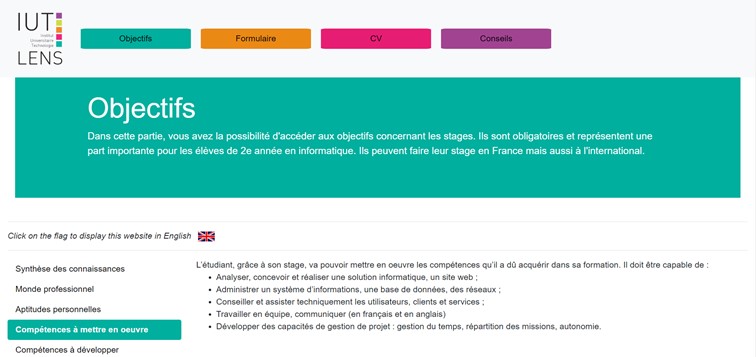 IUT
Institut
Universitaire
Technologie
LENS
Objectifs
Formulaire
CV
Conseils
Objectifs
Dans cette partie, vous avez la possibilité d'accéder aux objectifs concernant les stages. Ils sont obligatoires et représentent une
part importante pour les élèves de 2e année en informatique. Ils peuvent faire leur stage en France mais aussi à l'international.
Click on the flag to display this website in English
Synthèse des connaissances
Monde professionnel
Aptitudes personnelles
Compétences à mettre en oeuvre
Compétences à développer
L'étudiant, grâce à son stage, va pouvoir mettre en oeuvre les compétences qu'il a dû acquérir dans sa formation. Il doit être capable de :
• Analyser, concevoir et réaliser une solution informatique, un site web ;
• Administrer un système d'informations, une base de données, des réseaux ;
• Conseiller et assister techniquement les utilisateurs, clients et services ;
• Travailler en équipe, communiquer (en français et en anglais)
• Développer des capacités de gestion de projet : gestion du temps, répartition des missions, autonomie.